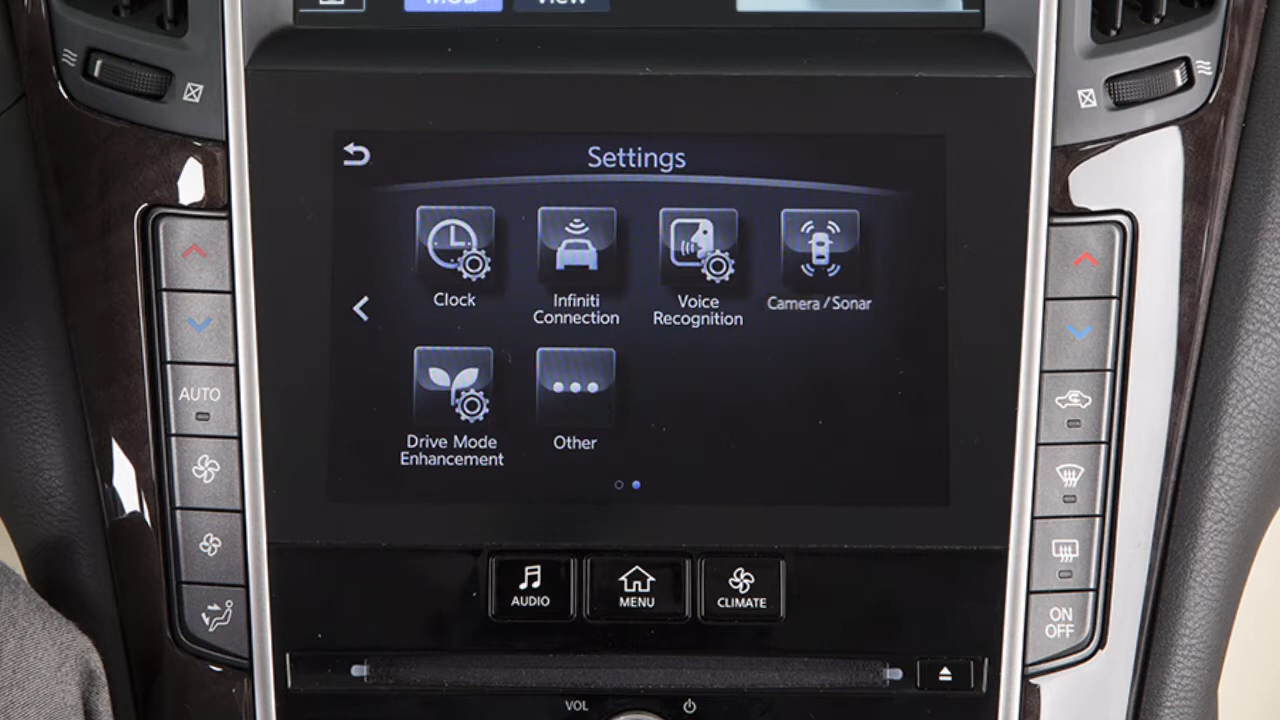 MOD View
Settings
Clock
Infiniti
Connection
Voice
Recognition
Camera/Sonar
Drive Mode
Enhancement
Other
AUTO
AUDIO
MENU
CLIMATE
ON
OFF
VOL